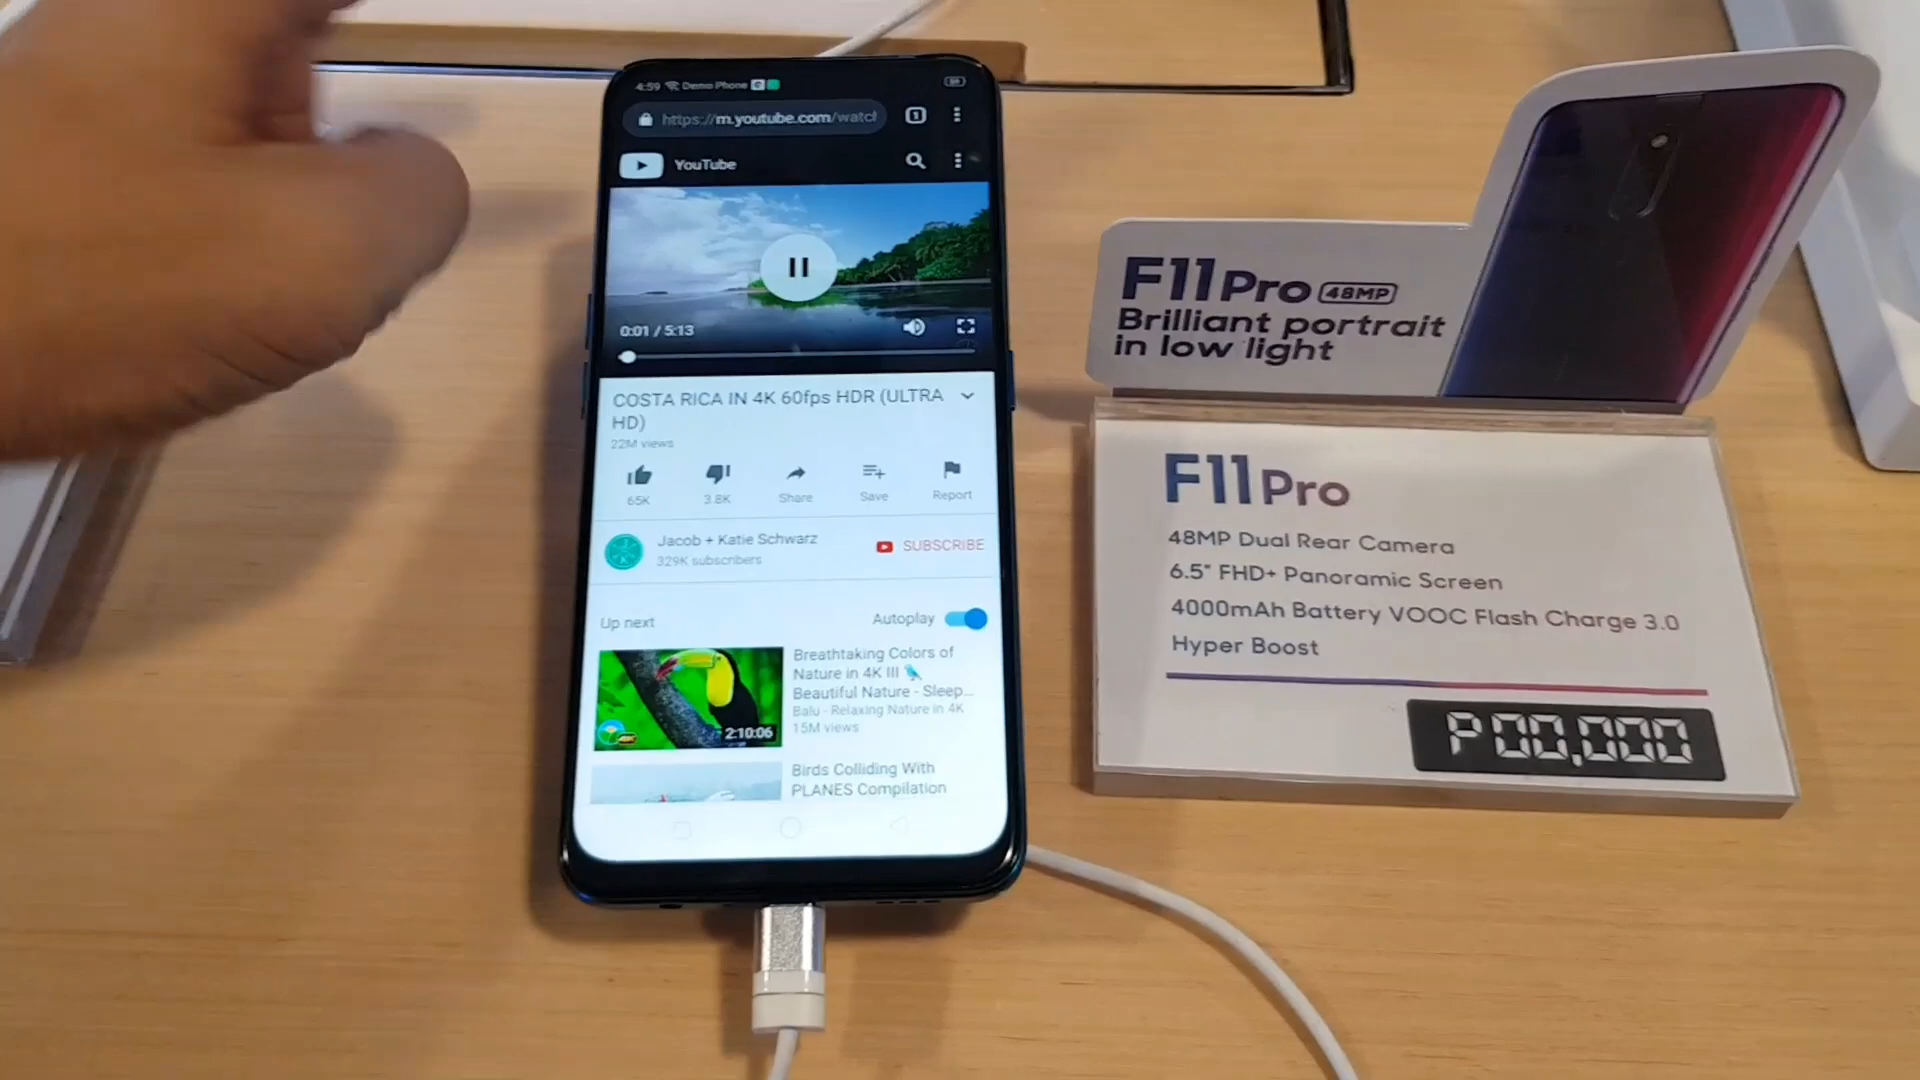 4:59 Demo Phone
https://m.youtube.com/watch
1
YouTube
0:01 / 5:13
COSTA RICA IN 4K 60fps HDR (ULTRA
HD)
22M views
65K
3.8K
Share
Save
Report
Jacob + Katie Schwarz
329K subscribers
SUBSCRIBE
Up next
Autoplay
2:10:06
Breathtaking Colors of
Nature in 4K III 🐦
Beautiful Nature - Sleep...
Balu - Relaxing Nature in 4K
15M views
Birds Colliding With
PLANES Compilation
F11 Pro 48MP
Brilliant portrait
in low light
F11 Pro
48MP Dual Rear Camera
6.5" FHD+ Panoramic Screen
4000mAh Battery VOOC Flash Charge 3.0
Hyper Boost
P00,000